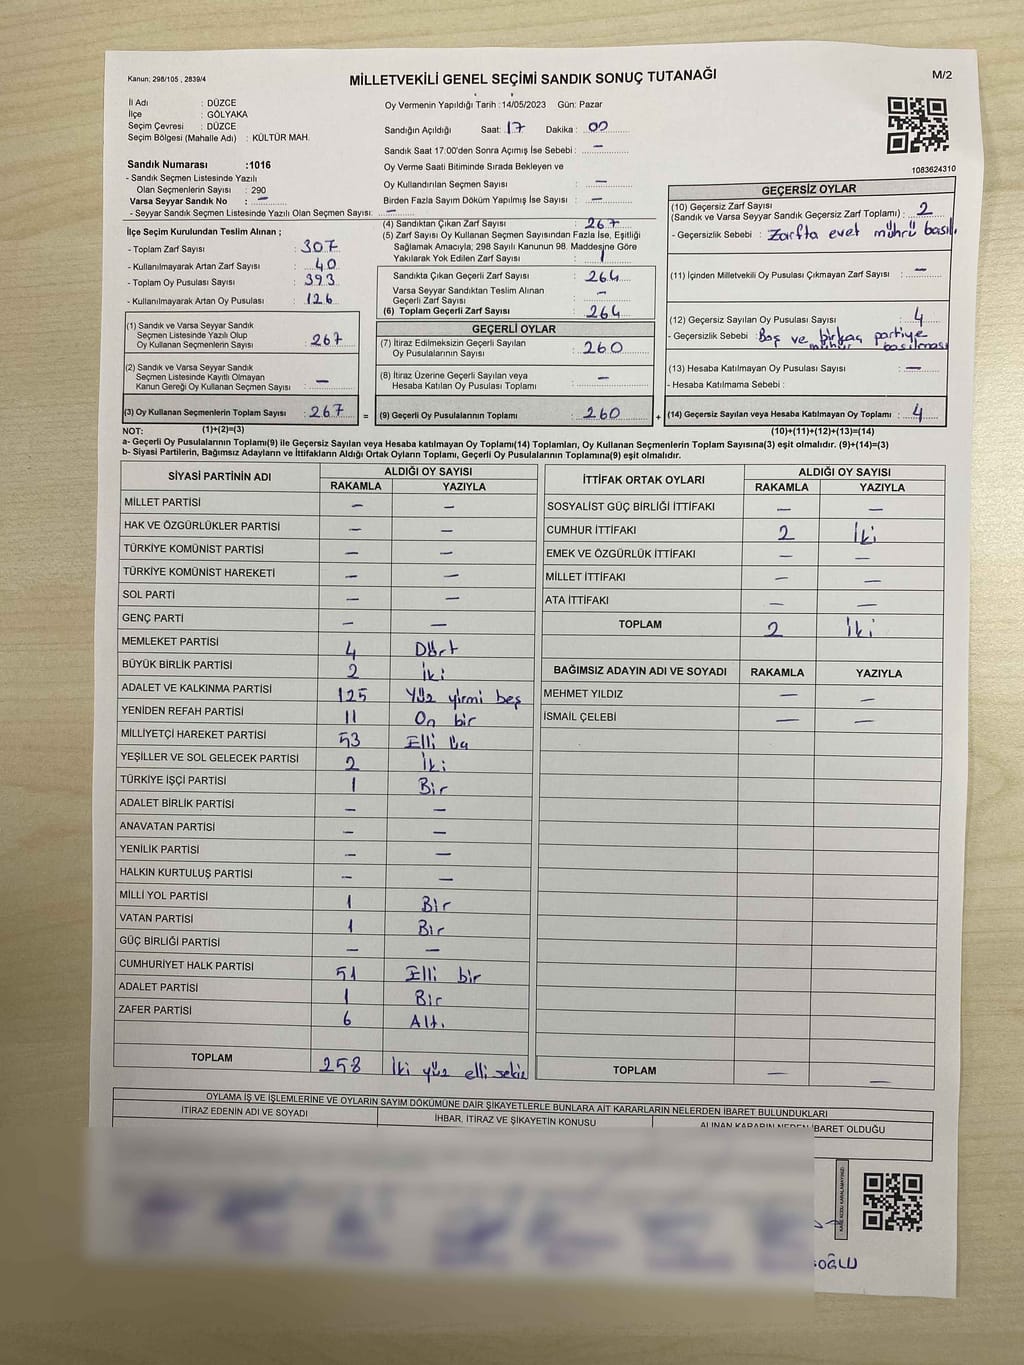 Kanun; 298/105 , 2839/4
MİLLETVEKİLİ GENEL SEÇİMİ SANDIK SONUÇ TUTANAĞI
M/2
İl Adı : DÜZCE
İlçe : GÖLYAKA
Seçim Çevresi : DÜZCE
Seçim Bölgesi (Mahalle Adı) : KÜLTÜR MAH.
Sandık Numarası :1016
- Sandık Seçmen Listesinde Yazılı
Olan Seçmenlerin Sayısı : 290
Varsa Seyyar Sandık No : —
- Seyyar Sandık Seçmen Listesinde Yazılı Olan Seçmen Sayısı: —
İlçe Seçim Kurulundan Teslim Alınan ;
- Toplam Zarf Sayısı : 307
- Kullanılmayarak Artan Zarf Sayısı : 40
- Toplam Oy Pusulası : 393
- Kullanılmayarak Artan Oy Pusulası : 126
(1) Sandık ve Varsa Seyyar Sandık
Seçmen Listesinde Yazılı Olup
Oy Kullanan Seçmenlerin Sayısı : 267
(2) Sandık ve Varsa Seyyar Sandık
Seçmen Listesinde Kayıtlı Olmayan
Kanun Gereği Oy Kullanan Seçmen Sayısı : —
(3) Oy Kullanan Seçmenlerin Toplam Sayısı : 267 =
Oy Vermenin Yapıldığı Tarih :14/05/2023 Gün: Pazar
Sandığın Açıldığı Saat: 17 Dakika : 00
Sandık Saat 17:00'den Sonra Açımış İse Sebebi : —
Oy Verme Saati Bitiminde Sırada Bekleyen ve
Oy Kullandırılan Seçmen Sayısı : —
Birden Fazla Sayım Döküm Yapılmış İse Sayısı : —
(4) Sandıktan Çıkan Zarf Sayısı : 267
(5) Zarf Sayısı Oy Kullanan Seçmen Sayısından Fazla İse, Eşitliği
Sağlamak Amacıyla; 298 Sayılı Kanunun 98. Maddesine Göre
Yakılarak Yok Edilen Zarf Sayısı : 1
Sandıkta Çıkan Geçerli Zarf Sayısı : 264
Varsa Seyyar Sandıktan Teslim Alınan
Geçerli Zarf Sayısı : —
(6) Toplam Geçerli Zarf Sayısı : 264
GEÇERLİ OYLAR
(7) İtiraz Edilmeksizin Geçerli Sayılan
Oy Pusulalarının Sayısı : 260
(8) İtiraz Üzerine Geçerli Sayılan veya
Hesaba Katılan Oy Pusulası Toplamı : —
(9) Geçerli Oy Pusulalarının Toplamı : 260 +
1083624310
GEÇERSİZ OYLAR
(10) Geçersiz Zarf Sayısı
(Sandık ve Varsa Seyyar Sandık Geçersiz Zarf Toplamı) : 2
- Geçersizlik Sebebi : Zarfta evet mührü basılı
(11) İçinden Milletvekili Oy Pusulası Çıkmayan Zarf Sayısı : —
(12) Geçersiz Sayılan Oy Pusulası Sayısı : 4
- Geçersizlik Sebebi : Boş ve birkaç partiye
mühür basılması
(13) Hesaba Katılmayan Oy Pusulası Sayısı : —
- Hesaba Katılmama Sebebi :
(14) Geçersiz Sayılan veya Hesaba Katılmayan Oy Toplamı : 4
NOT: (1)+(2)=(3) (10)+(11)+(12)+(13)=(14)
a- Geçerli Oy Pusulalarının Toplamı(9) ile Geçersiz Sayılan veya Hesaba katılmayan Oy Toplamı(14) Toplamları, Oy Kullanan Seçmenlerin Toplam Sayısına(3) eşit olmalıdır. (9)+(14)=(3)
b- Siyasi Partilerin, Bağımsız Adayların ve İttifakların Aldığı Ortak Oyların Toplamı, Geçerli Oy Pusulalarının Toplamına(9) eşit olmalıdır.
SİYASİ PARTİNİN ADI ALDIĞI OY SAYISI
RAKAMLA YAZIYLA
MİLLET PARTİSİ — —
HAK VE ÖZGÜRLÜKLER PARTİSİ — —
TÜRKİYE KOMÜNİST PARTİSİ — —
TÜRKİYE KOMÜNİST HAREKETİ — —
SOL PARTİ — —
GENÇ PARTİ — —
MEMLEKET PARTİSİ 4 Dört
BÜYÜK BİRLİK PARTİSİ 2 İki
ADALET VE KALKINMA PARTİSİ 125 Yüz yirmi beş
YENİDEN REFAH PARTİSİ 11 On bir
MİLLİYETÇİ HAREKET PARTİSİ 53 Elli üç
YEŞİLLER VE SOL GELECEK PARTİSİ 2 İki
TÜRKİYE İŞÇİ PARTİSİ 1 Bir
ADALET BİRLİK PARTİSİ — —
ANAVATAN PARTİSİ — —
YENİLİK PARTİSİ — —
HALKIN KURTULUŞ PARTİSİ — —
MİLLİ YOL PARTİSİ 1 Bir
VATAN PARTİSİ 1 Bir
GÜÇ BİRLİĞİ PARTİSİ — —
CUMHURİYET HALK PARTİSİ 51 Elli bir
ADALET PARTİSİ 1 Bir
ZAFER PARTİSİ 6 Altı
TOPLAM 258 İki yüz elli sekiz
İTTİFAK ORTAK OYLARI ALDIĞI OY SAYISI
RAKAMLA YAZIYLA
SOSYALİST GÜÇ BİRLİĞİ İTTİFAKI — —
CUMHUR İTTİFAKI 2 İki
EMEK VE ÖZGÜRLÜK İTTİFAKI — —
MİLLET İTTİFAKI — —
ATA İTTİFAKI — —
TOPLAM 2 İki
BAĞIMSIZ ADAYIN ADI VE SOYADI RAKAMLA YAZIYLA
MEHMET YILDIZ — —
İSMAİL ÇELEBİ — —
TOPLAM — —
OYLAMA İŞ VE İŞLEMLERİNE VE OYLARIN SAYIM DÖKÜMÜNE DAİR ŞİKAYETLERLE BUNLARA AİT KARARLARIN NELERDEN İBARET BULUNDUKLARI
İTİRAZ EDENİN ADI VE SOYADI İHBAR, İTİRAZ VE ŞİKAYETİN KONUSU ALINAN KARARIN NEDEN İBARET OLDUĞU